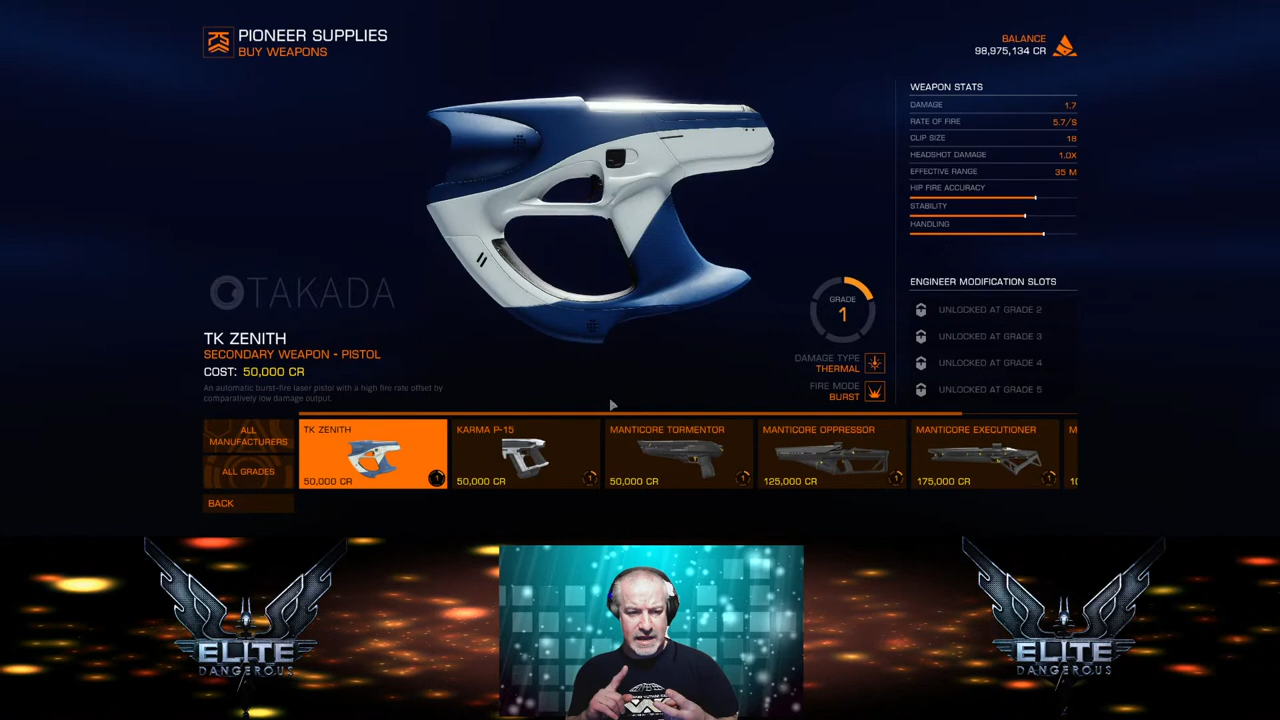 PIONEER SUPPLIES
BUY WEAPONS
BALANCE
98,975,134 CR
WEAPON STATS
DAMAGE 1.7
RATE OF FIRE 5.7/S
CLIP SIZE 18
HEADSHOT DAMAGE 1.0X
EFFECTIVE RANGE 35 M
HIP FIRE ACCURACY
STABILITY
HANDLING
ENGINEER MODIFICATION SLOTS
UNLOCKED AT GRADE 2
UNLOCKED AT GRADE 3
UNLOCKED AT GRADE 4
UNLOCKED AT GRADE 5
TAKADA
TK ZENITH
SECONDARY WEAPON - PISTOL
COST: 50,000 CR
An automatic burst-fire laser pistol with a high fire rate offset by
comparatively low damage output.
GRADE
1
DAMAGE TYPE
THERMAL
FIRE MODE
BURST
ALL
MANUFACTURERS
ALL GRADES
BACK
TK ZENITH
50,000 CR
1
KARMA P-15
50,000 CR
1
MANTICORE TORMENTOR
50,000 CR
1
MANTICORE OPPRESSOR
125,000 CR
1
MANTICORE EXECUTIONER
175,000 CR
1
ELITE
DANGEROUS
ELITE
DANGEROUS